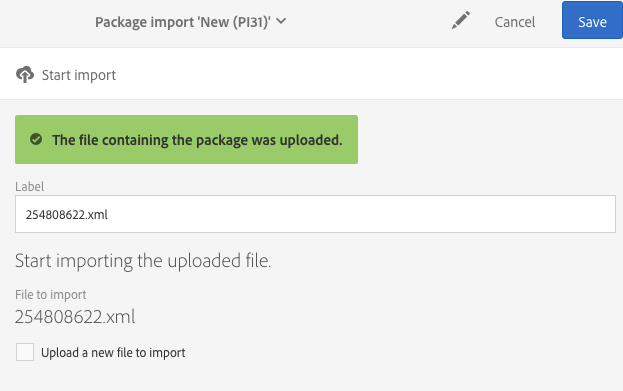 Package import 'New (PI31)'
Cancel
Save
Start import
The file containing the package was uploaded.
Label
254808622.xml
Start importing the uploaded file.
File to import
254808622.xml
Upload a new file to import